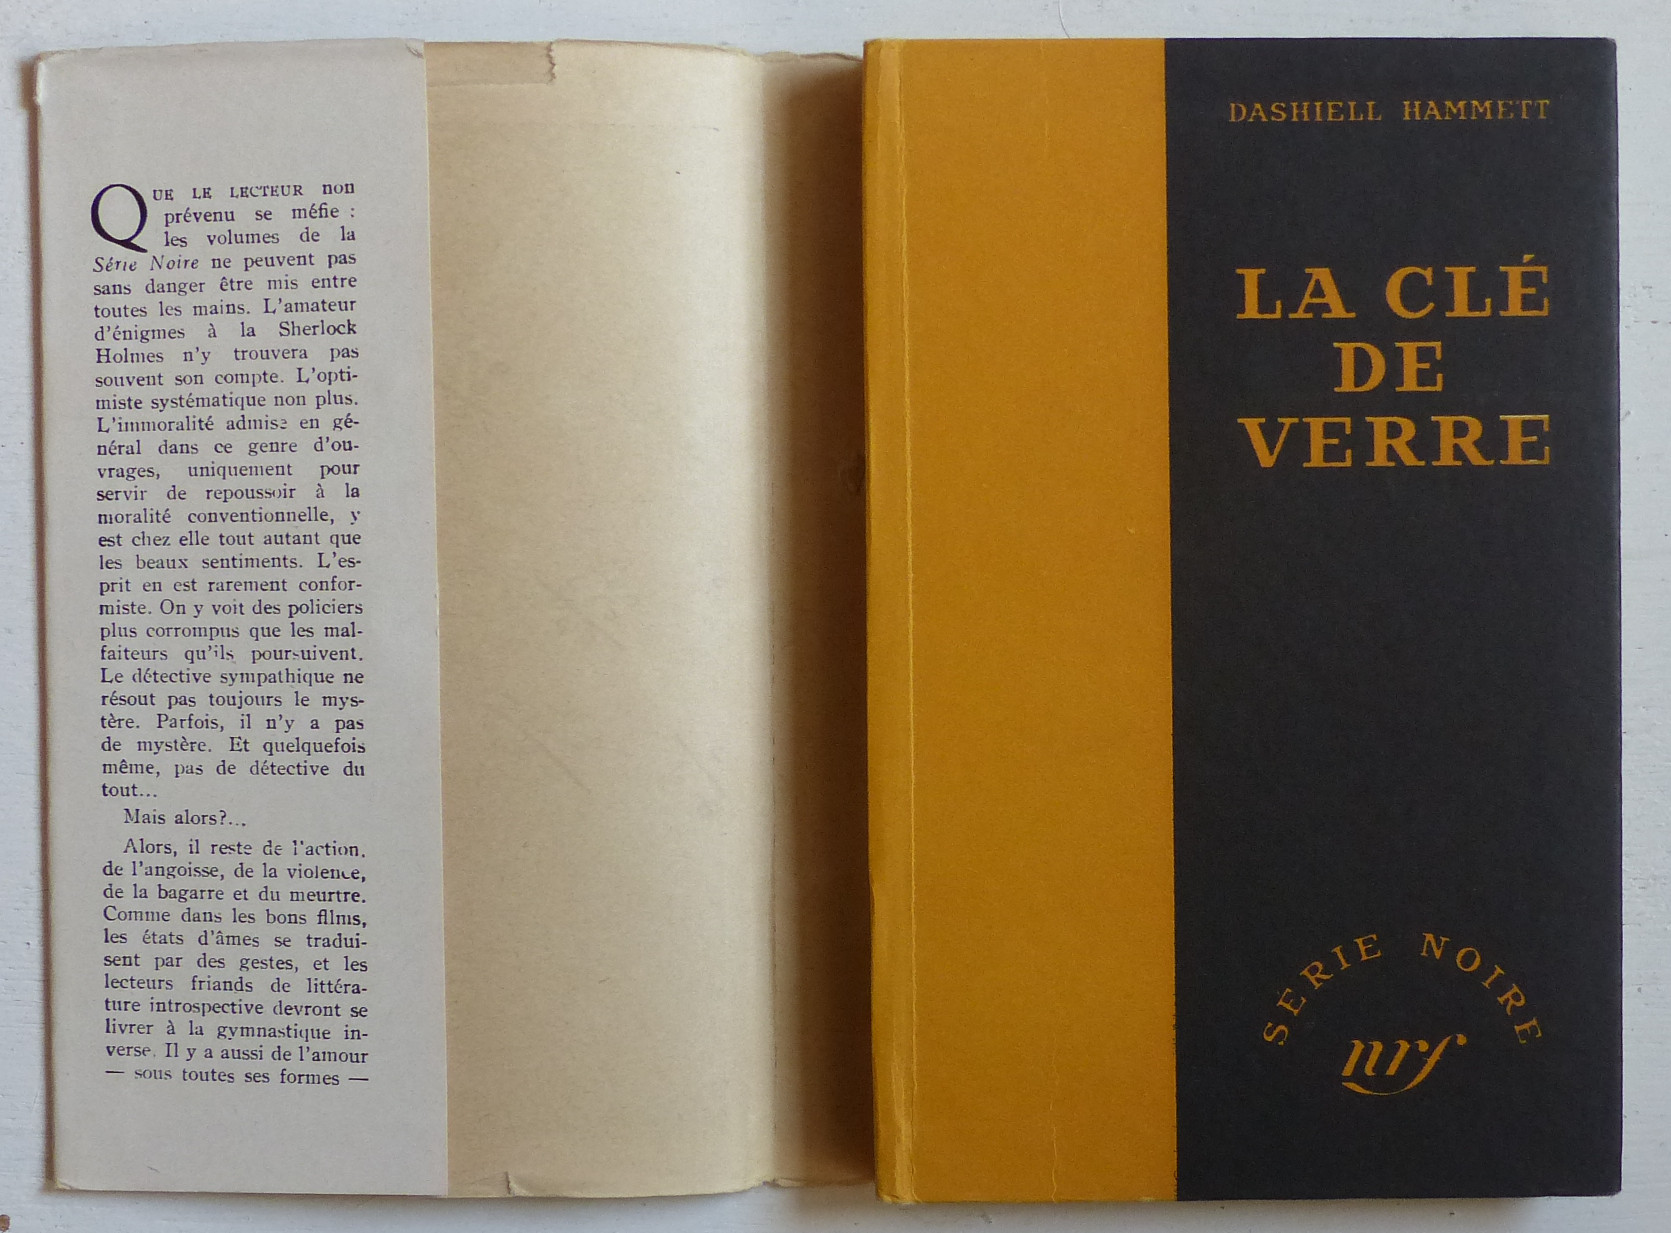 QUE LE LECTEUR non
prévenu se méfie :
les volumes de la
Série Noire ne peuvent pas
sans danger être mis entre
toutes les mains. L'amateur
d'énigmes à la Sherlock
Holmes n'y trouvera pas
souvent son compte. L'opti-
miste systématique non plus.
L'immoralité admise en gé-
néral dans ce genre d'ou-
vrages, uniquement pour
servir de repoussoir à la
moralité conventionnelle, y
est chez elle tout autant que
les beaux sentiments. L'es-
prit en est rarement confor-
miste. On y voit des policiers
plus corrompus que les mal-
faiteurs qu'ils poursuivent.
Le détective sympathique ne
résout pas toujours le mys-
tère. Parfois, il n'y a pas
de mystère. Et quelquefois
même, pas de détective du
tout...
Mais alors?...
Alors, il reste de l'action,
de l'angoisse, de la violence,
de la bagarre et du meurtre.
Comme dans les bons films,
les états d'âmes se tradui-
sent par des gestes, et les
lecteurs friands de littéra-
ture introspective devront se
livrer à la gymnastique in-
verse. Il y a aussi de l'amour
— sous toutes ses formes —
DASHIELL HAMMETT
LA CLÉ
DE
VERRE
SÉRIE NOIRE
nrf